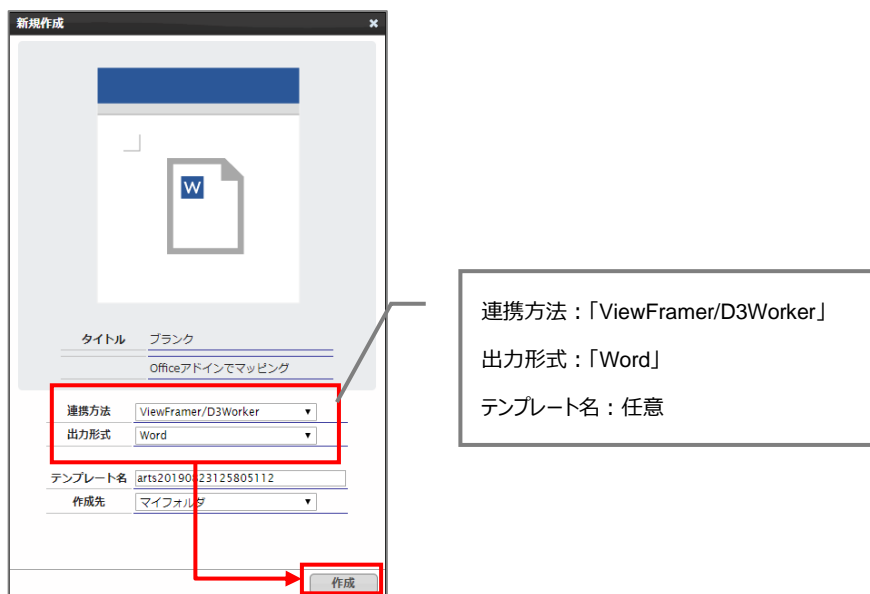 新規作成 ×
W
タイトル ブランク
Officeアドインでマッピング
連携方法 ViewFramer/D3Worker
出力形式 Word
テンプレート名 arts20190823125805112
作成先 マイフォルダ
作成
連携方法：「ViewFramer/D3Worker」
出力形式：「Word」
テンプレート名：任意